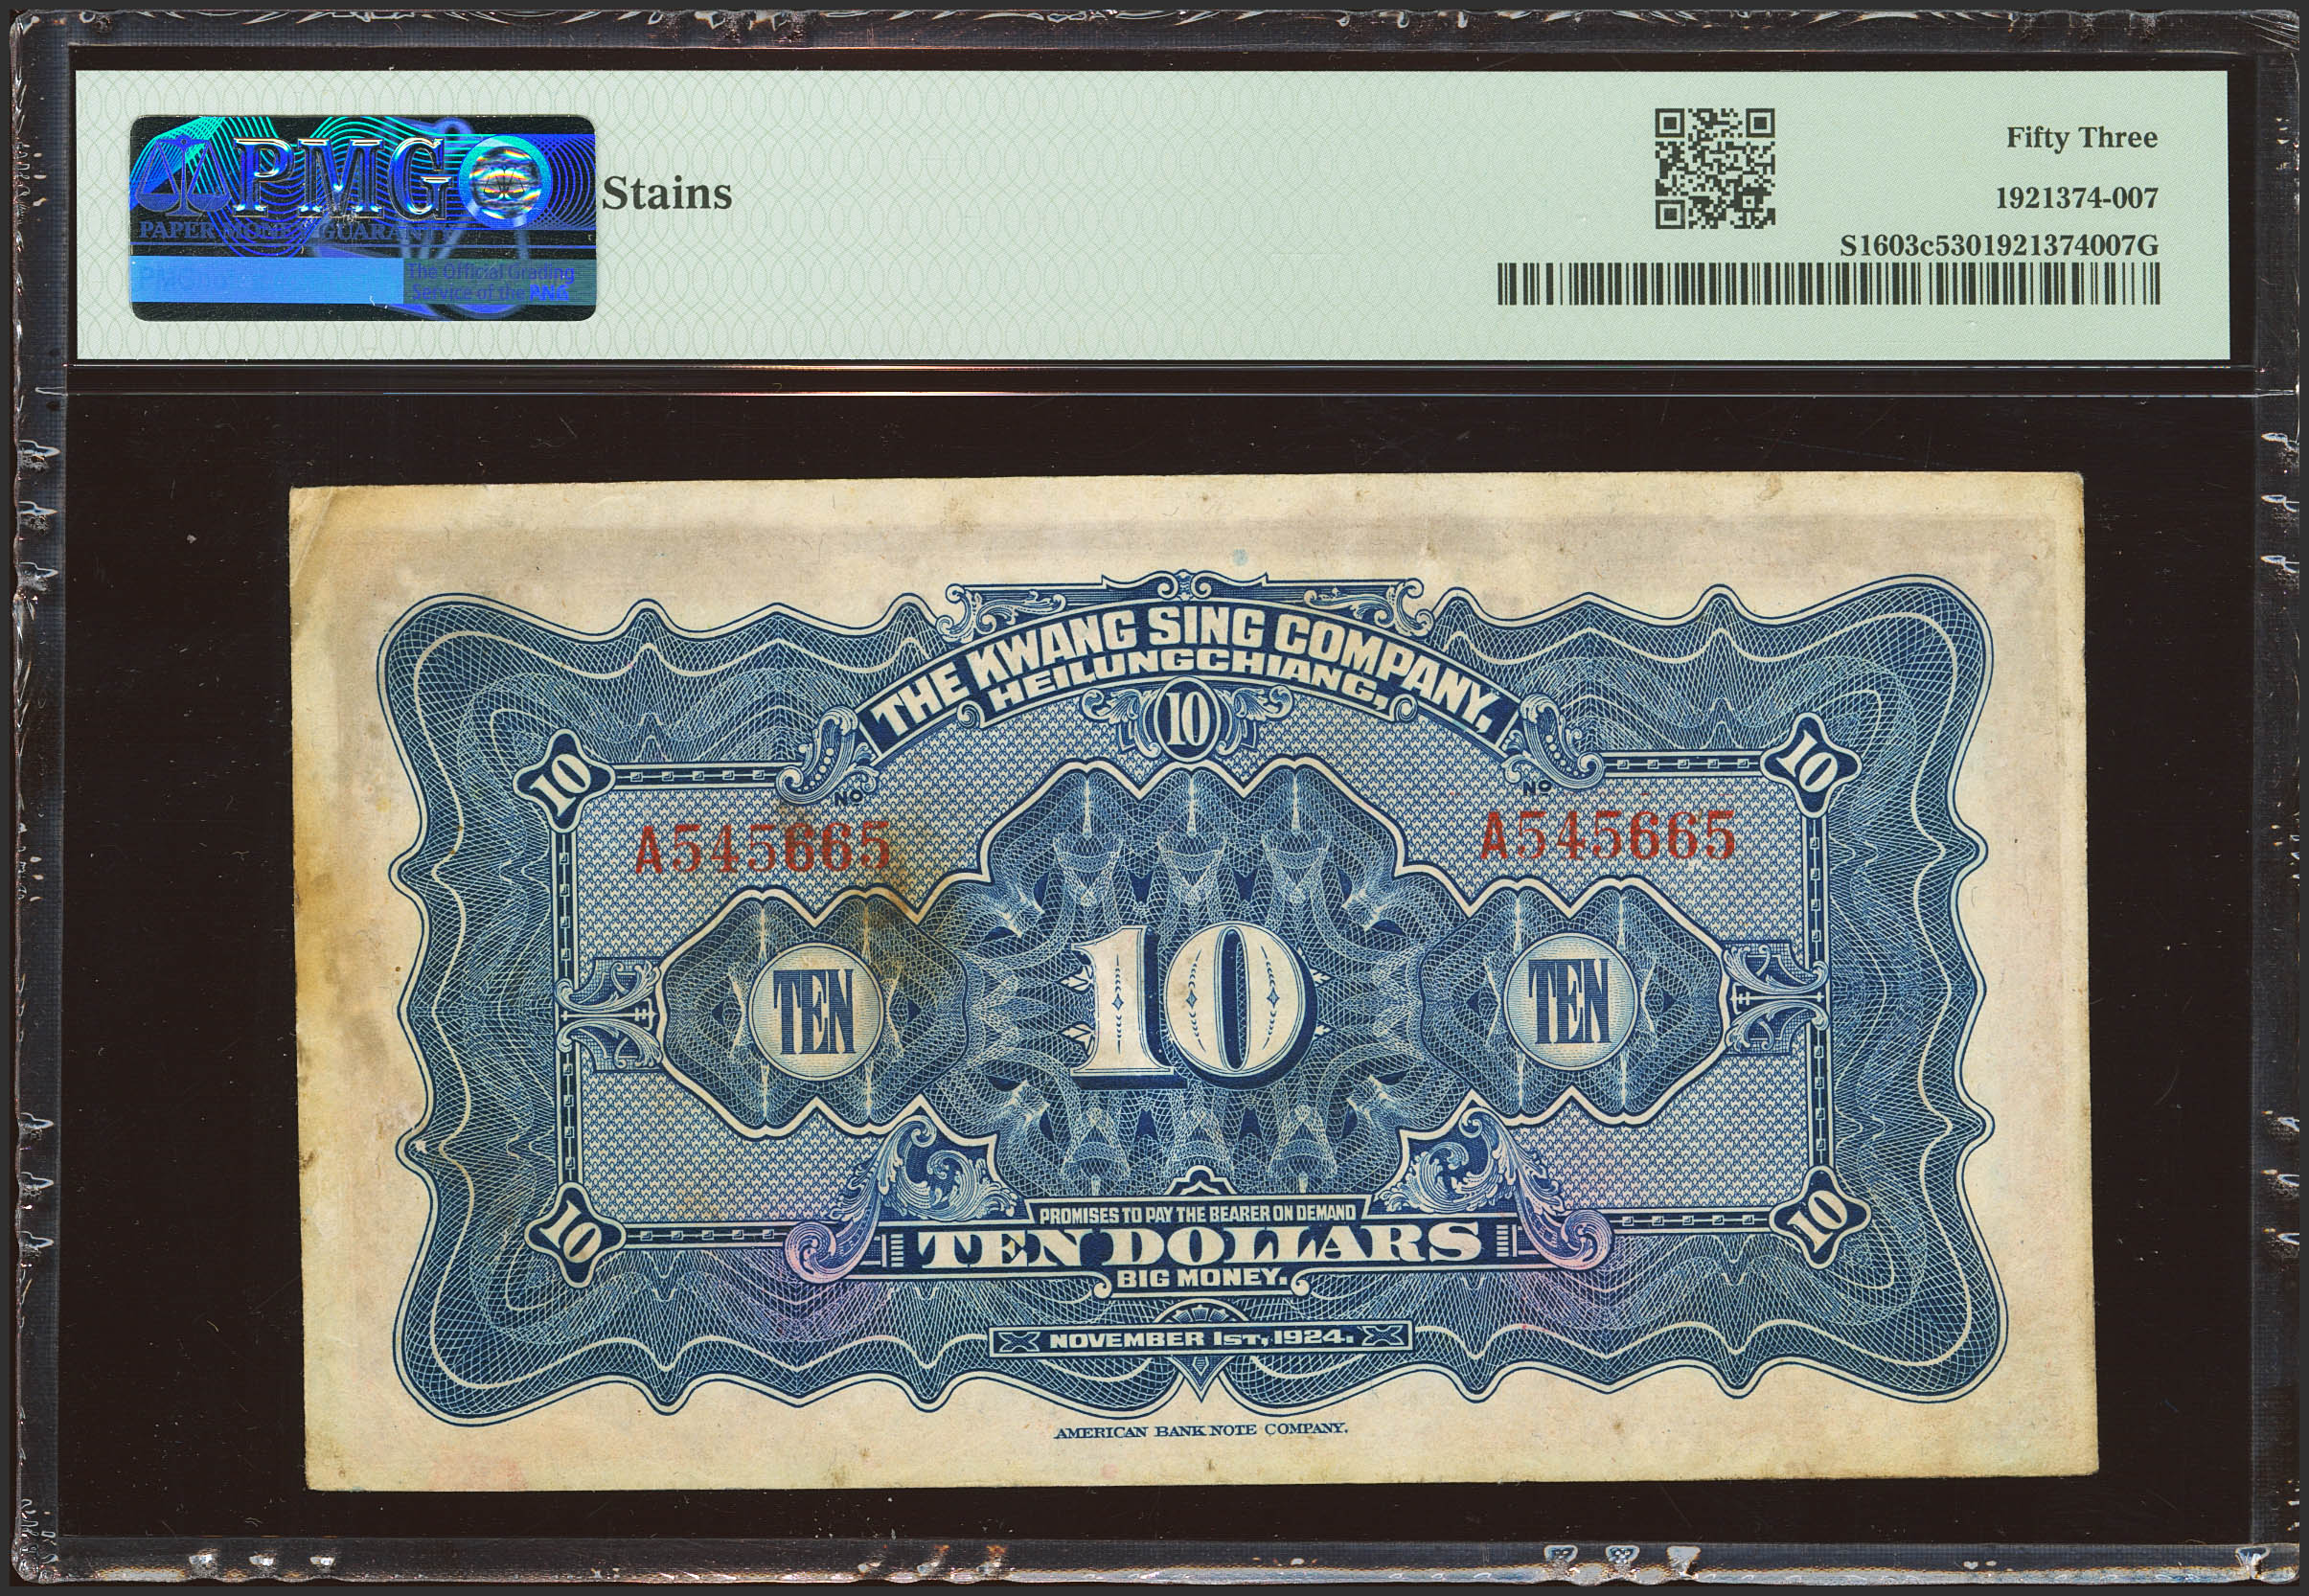 PMG
PAPER MONEY GUARANTY
The Official Grading
Service of the PNG
Stains
Fifty Three
1921374-007
S1603c5301921374007G
THE KWANG SING COMPANY.
HEILUNGCHIANG,
10
10
10
No
No
A545665
A545665
TEN
10
TEN
10
10
PROMISES TO PAY THE BEARER ON DEMAND
TEN DOLLARS
BIG MONEY.
NOVEMBER 1ST, 1924.
AMERICAN BANK NOTE COMPANY.